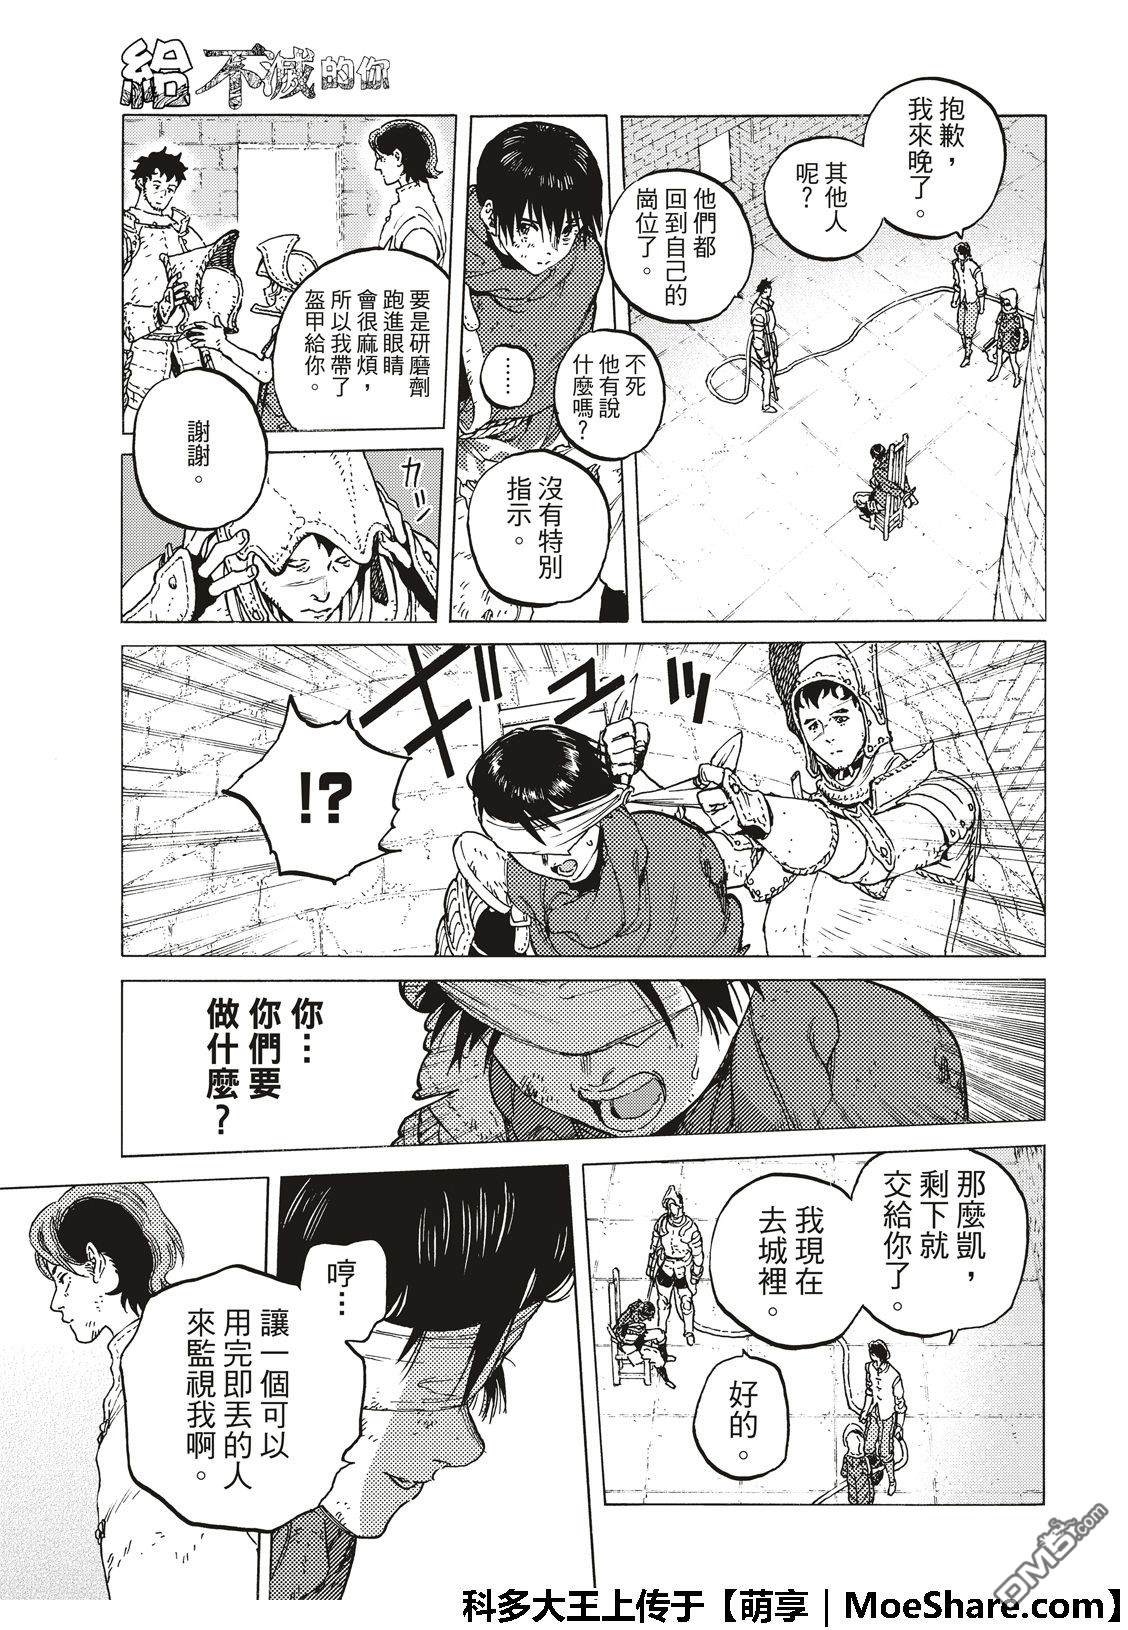 給不滅的你
抱歉，
我來晚了。
其他人
呢？
他們都
回到自己的
崗位了。
不死
他有說
什麼嗎？
……
沒有特別
指示。
要是研磨劑
跑進眼睛
會很麻煩，
所以我帶了
盔甲給你。
謝謝。
カツ
ギュッ
!?
你…
你們要
做什麼？
那麼凱，
剩下就
交給你了。
我現在
去城裡。
好的。
哼…
讓一個可以
用完即丟的人
來監視我啊。
DM5.com
科多大王上传于【萌享｜MoeShare.com】